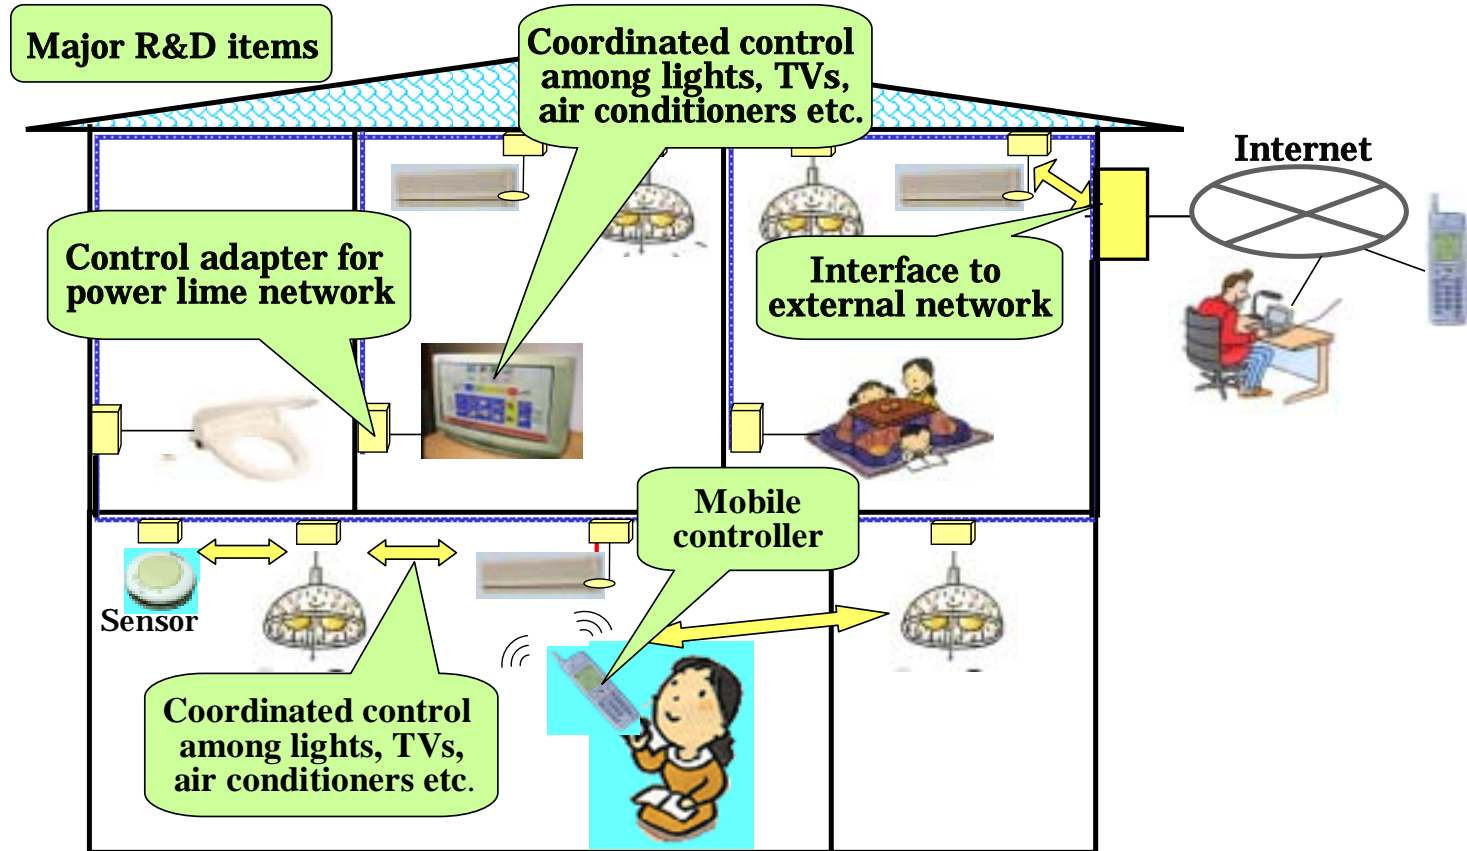 Major R&D items
Coordinated control
among lights, TVs,
air conditioners etc.
Internet
Control adapter for
power lime network
Interface to
external network
Mobile
controller
Sensor
Coordinated control
among lights, TVs,
air conditioners etc.